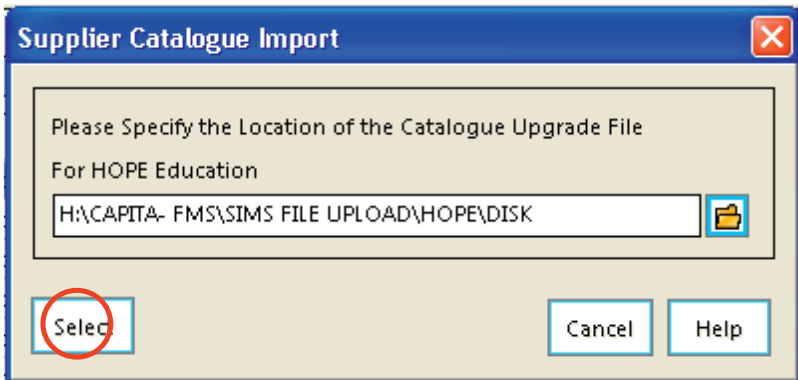 Supplier Catalogue Import
Please Specify the Location of the Catalogue Upgrade File
For HOPE Education
H:\CAPITA- FMS\SIMS FILE UPLOAD\HOPE\DISK
Select Cancel Help